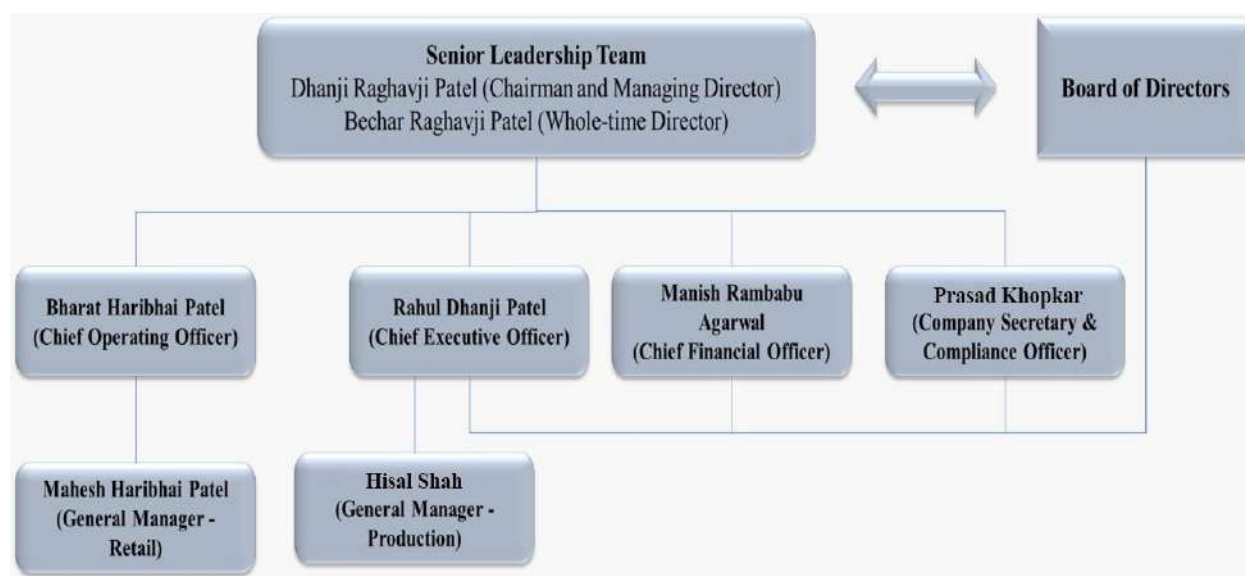 Senior Leadership Team
Dhanji Raghavji Patel (Chairman and Managing Director)
Bechar Raghavji Patel (Whole-time Director)
Board of Directors
Bharat Haribhai Patel
(Chief Operating Officer)
Rahul Dhanji Patel
(Chief Executive Officer)
Manish Rambabu
Agarwal
(Chief Financial Officer)
Prasad Khopkar
(Company Secretary &
Compliance Officer)
Mahesh Haribhai Patel
(General Manager -
Retail)
Hisal Shah
(General Manager -
Production)